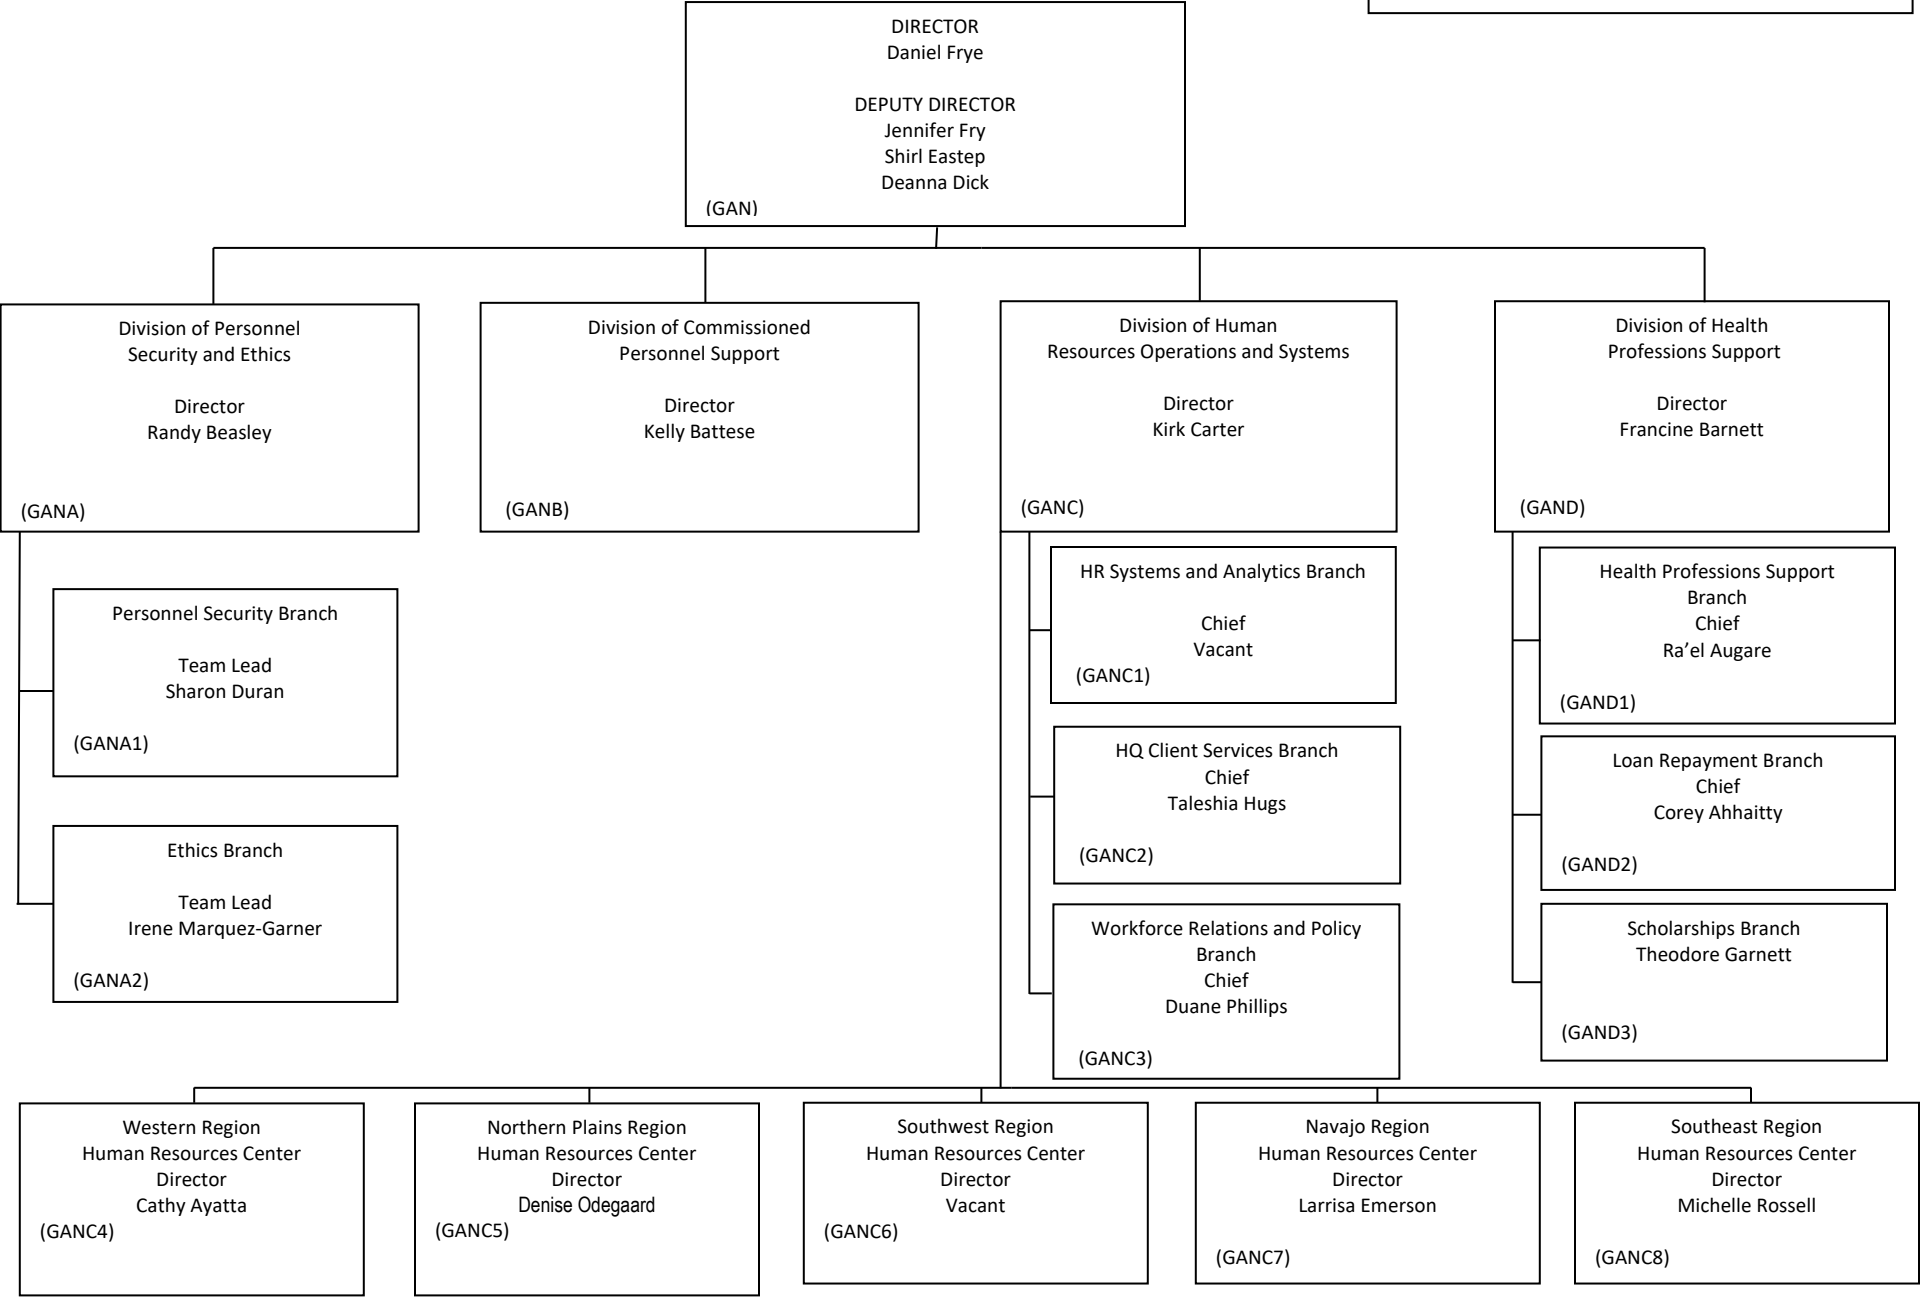 DIRECTOR
Daniel Frye
DEPUTY DIRECTOR
Jennifer Fry
Shirl Eastep
Deanna Dick
(GAN)
Division of Personnel
Security and Ethics
Director
Randy Beasley
(GANA)
Division of Commissioned
Personnel Support
Director
Kelly Battese
(GANB)
Division of Human
Resources Operations and Systems
Director
Kirk Carter
(GANC)
Division of Health
Professions Support
Director
Francine Barnett
(GAND)
Personnel Security Branch
Team Lead
Sharon Duran
(GANA1)
Ethics Branch
Team Lead
Irene Marquez-Garner
(GANA2)
HR Systems and Analytics Branch
Chief
Vacant
(GANC1)
HQ Client Services Branch
Chief
Taleshia Hugs
(GANC2)
Workforce Relations and Policy
Branch
Chief
Duane Phillips
(GANC3)
Health Professions Support
Branch
Chief
Ra’el Augare
(GAND1)
Loan Repayment Branch
Chief
Corey Ahhaitty
(GAND2)
Scholarships Branch
Theodore Garnett
(GAND3)
Western Region
Human Resources Center
Director
Cathy Ayatta
(GANC4)
Northern Plains Region
Human Resources Center
Director
Denise Odegaard
(GANC5)
Southwest Region
Human Resources Center
Director
Vacant
(GANC6)
Navajo Region
Human Resources Center
Director
Larrisa Emerson
(GANC7)
Southeast Region
Human Resources Center
Director
Michelle Rossell
(GANC8)